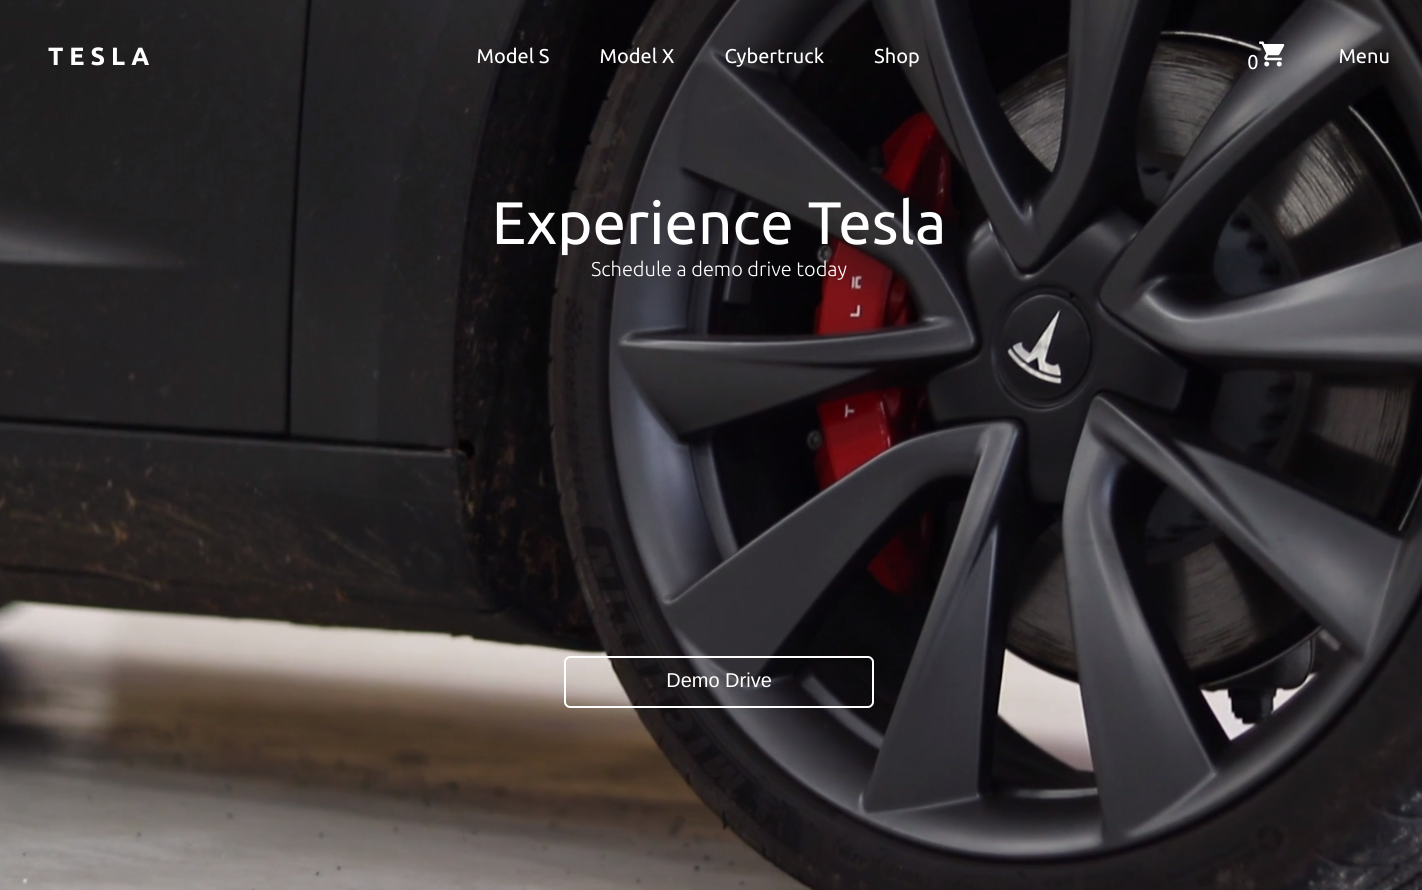 TESLA
Model S
Model X
Cybertruck
Shop
0
Menu
Experience Tesla
Schedule a demo drive today
Demo Drive